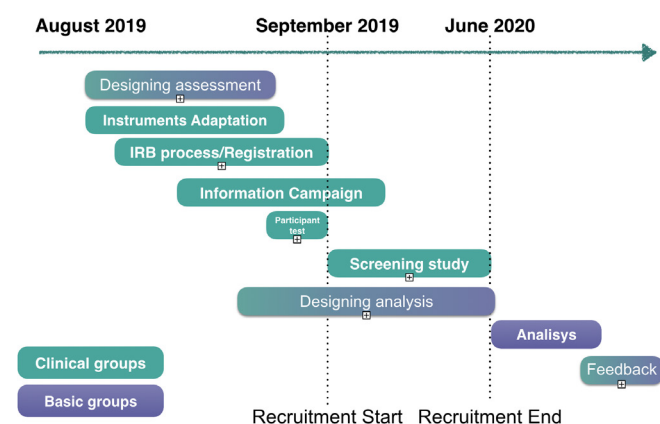 August 2019
September 2019
June 2020
Designing assessment
Instruments Adaptation
IRB process/Registration
Information Campaign
Participant
test
Screening study
Designing analysis
Analisys
Feedback
Clinical groups
Basic groups
Recruitment Start
Recruitment End